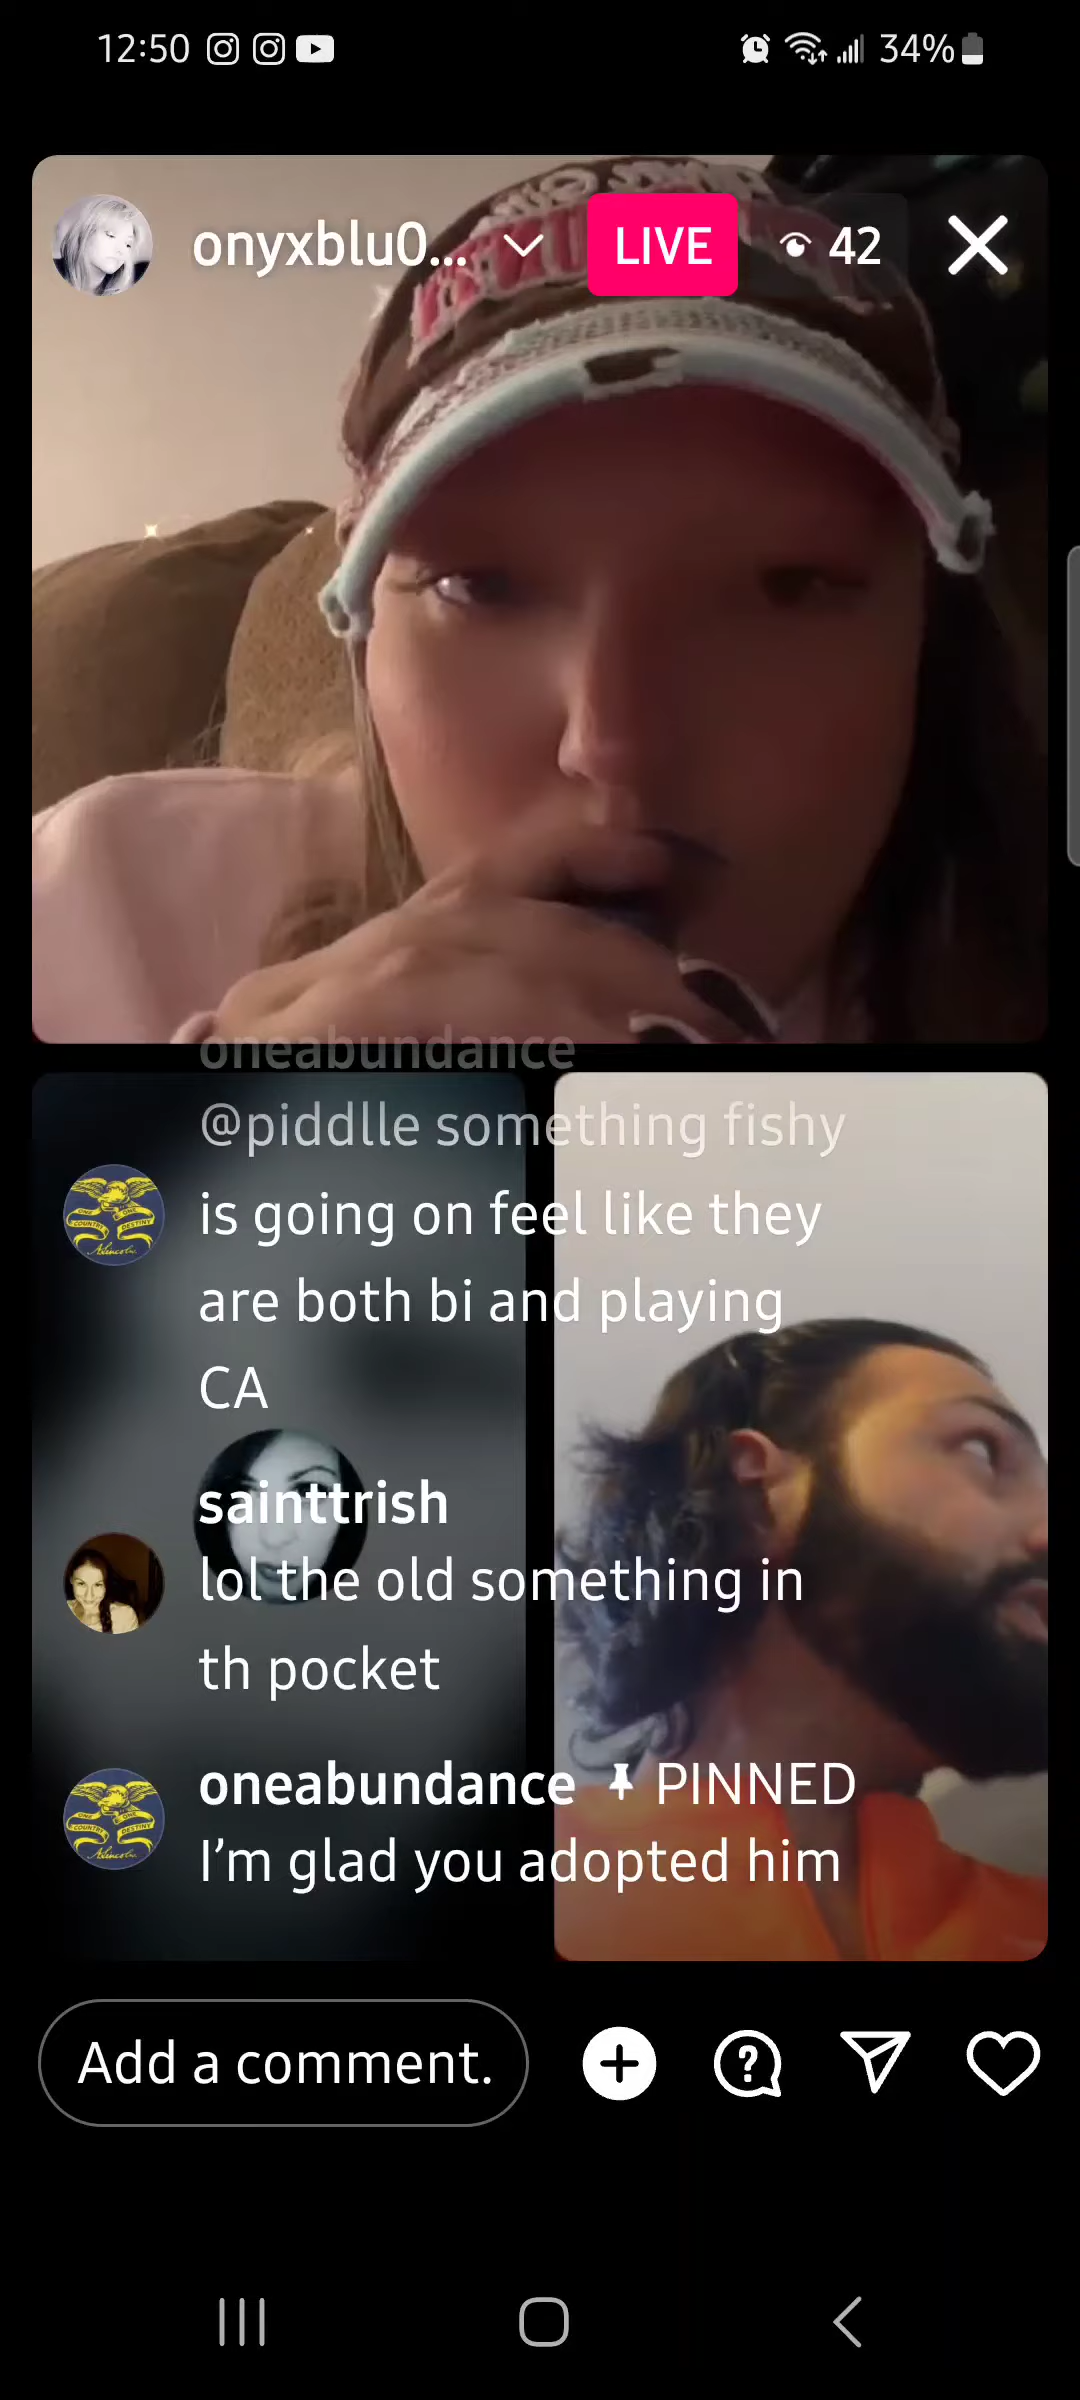 12:50
34%
onyxblu0...
LIVE
42
oneabundance
@piddlle something fishy
is going on feel like they
are both bi and playing
CA
sainttrish
lol the old something in
th pocket
oneabundance PINNED
I'm glad you adopted him
Add a comment.